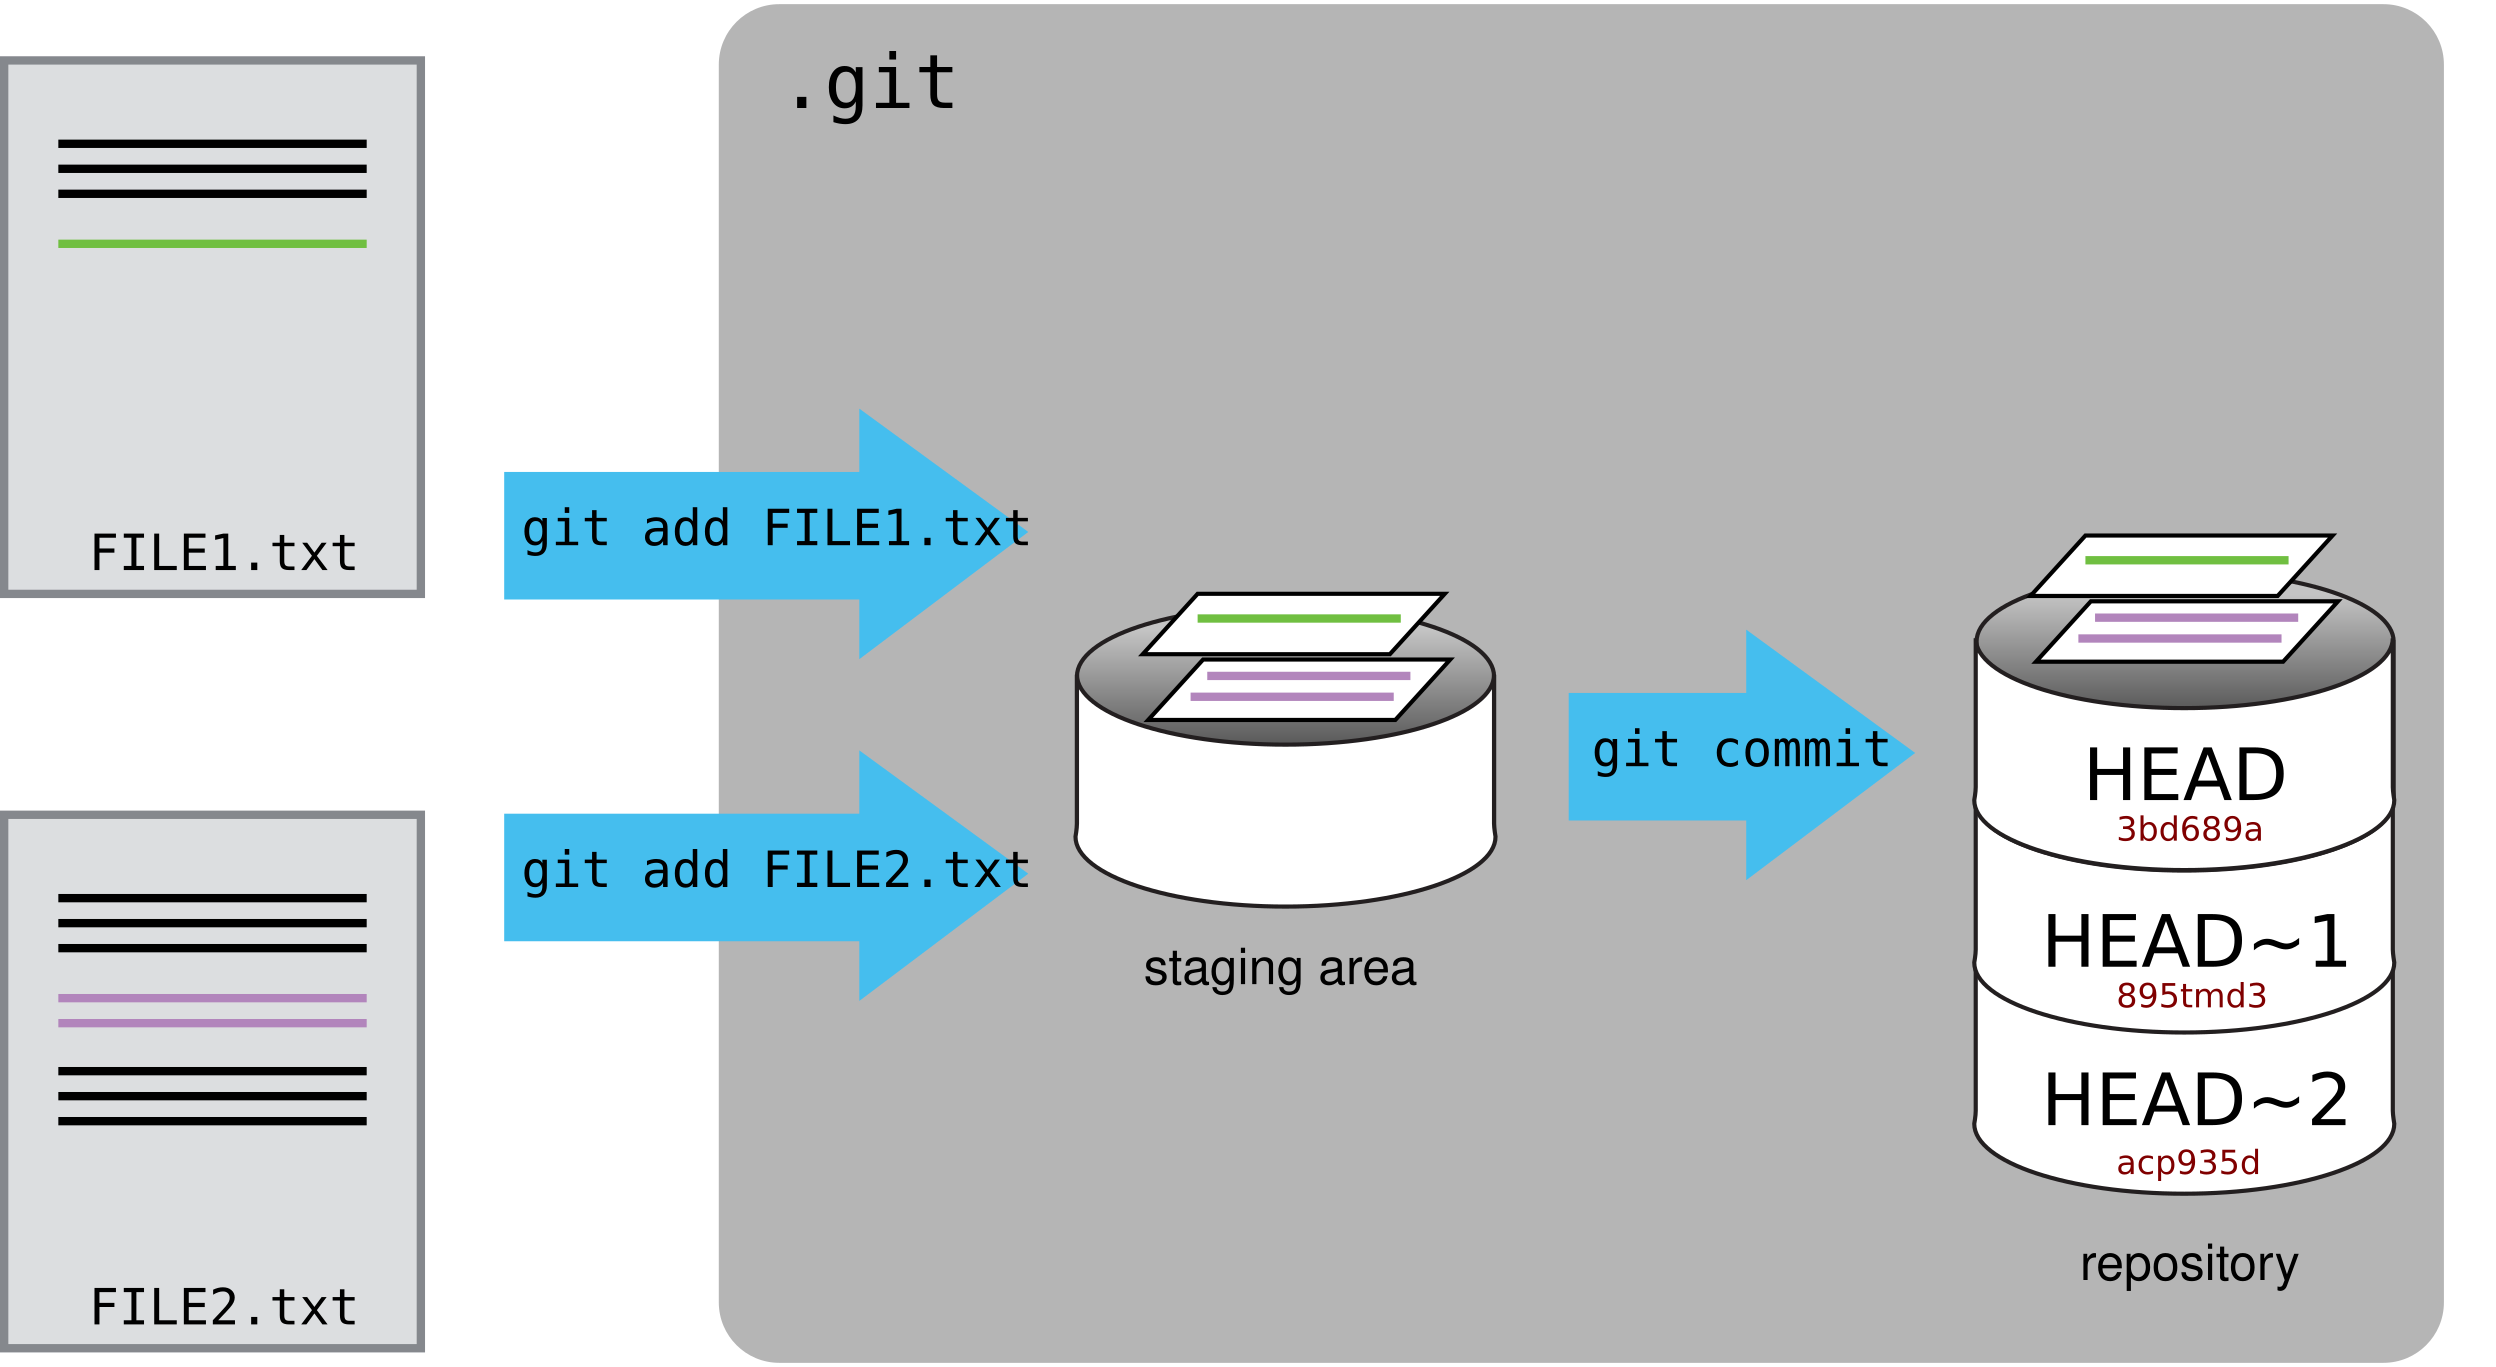 .git
FILE1.txt
git add FILE1.txt
git commit
HEAD
3bd689a
git add FILE2.txt
HEAD~1
895tmd3
staging area
HEAD~2
acp935d
repository
FILE2.txt